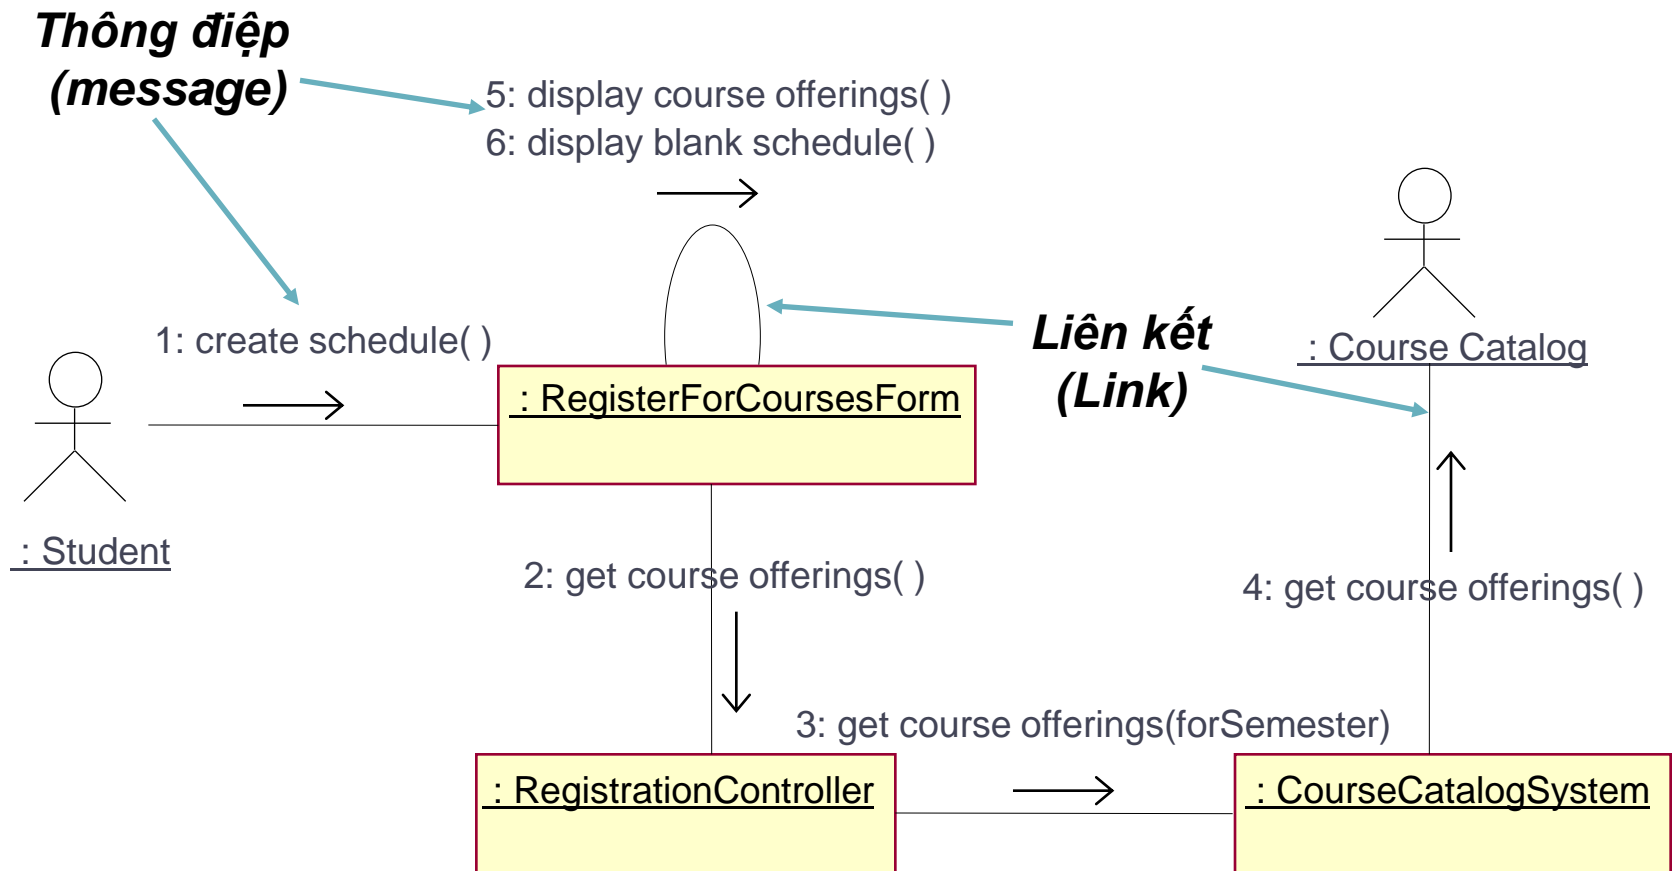 Thông điệp
(message)
5: display course offerings( )
6: display blank schedule( )
1: create schedule( )
Liên kết
(Link)
: Course Catalog
: RegisterForCoursesForm
: Student
2: get course offerings( )
4: get course offerings( )
3: get course offerings(forSemester)
: RegistrationController
: CourseCatalogSystem